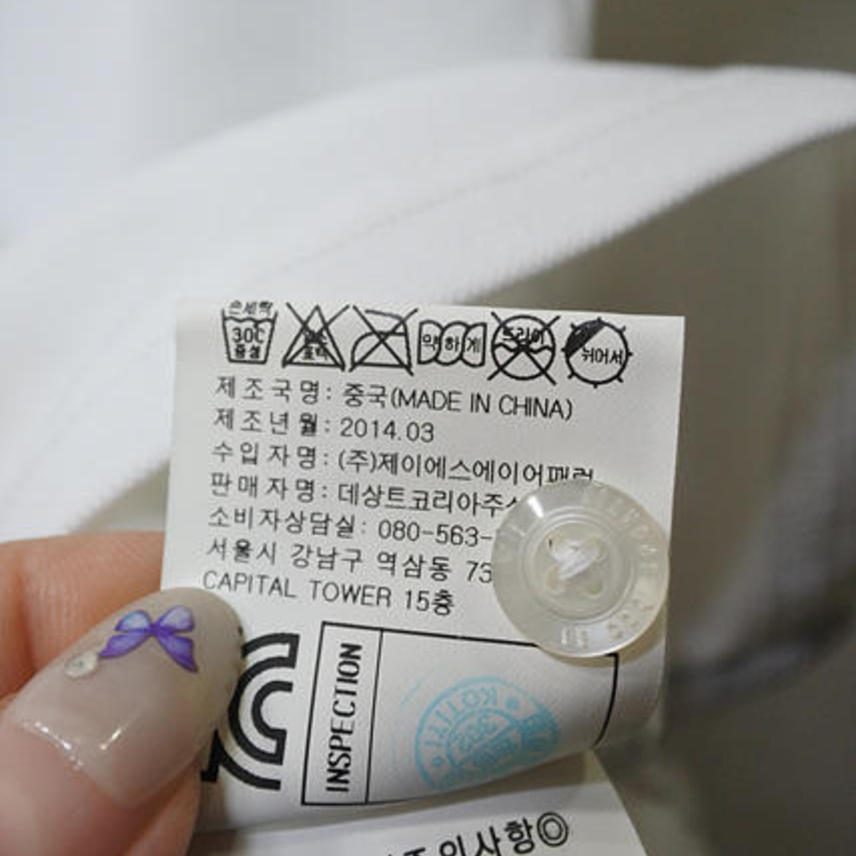 손세탁
30℃
중성
약하게
드라이
뉘어서
제조국명: 중국(MADE IN CHINA)
제조년월: 2014.03
수입자명: (주)제이에스에이어패럴
판매자명: 데상트코리아주
소비자상담실: 080-563-
서울시 강남구 역삼동 73
CAPITAL TOWER 15층
INSPECTION
KOTITI
의사항◎